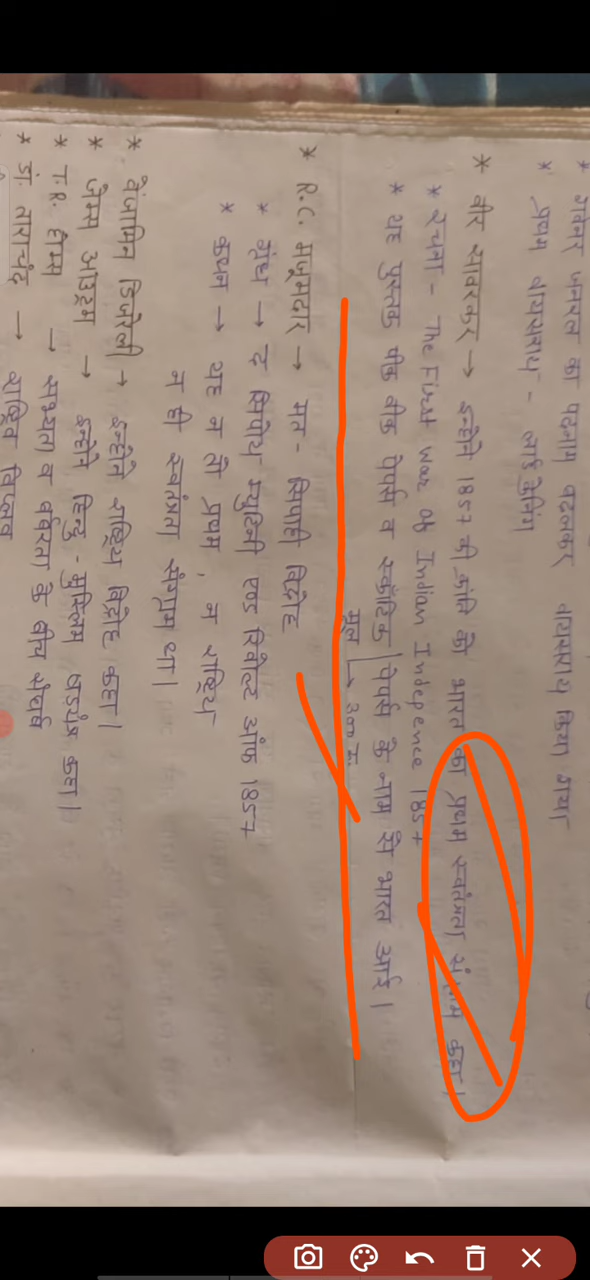 * गवर्नर जनरल का पदनाम बदलकर वायसराय किया गया
* प्रथम वायसराय - लार्ड कैनिंग
* वीर सावरकर → इन्होंने 1857 की क्रांति को भारत का प्रथम स्वतंत्रता संग्राम कहा।
* रचना - The First war of Indian Indepence 1857
* यह पुस्तक पीक वीक पेपर्स व स्कॉटिक पेपर्स के नाम से भारत आई।
मूल →
* R.C. मजूमदार → मत - सिपाही विद्रोह
* ग्रंथ → द सिपोय म्युटिनी एण्ड रिवोल्ट ऑफ 1857
* कथन → यह न तो प्रथम, न राष्ट्रिय
न ही स्वतंत्रता संग्राम था।
* बेंजामिन डिजरेली → इन्होंने राष्ट्रिय विद्रोह कहा।
* जेम्स आउट्रम → इन्होंने हिन्दु - मुस्लिम षडयंत्र कहा।
* T.R. होम्स → सभ्यता व बर्बरता के बीच संघर्ष
* डॉ. ताराचंद → राष्ट्रिय विप्लव